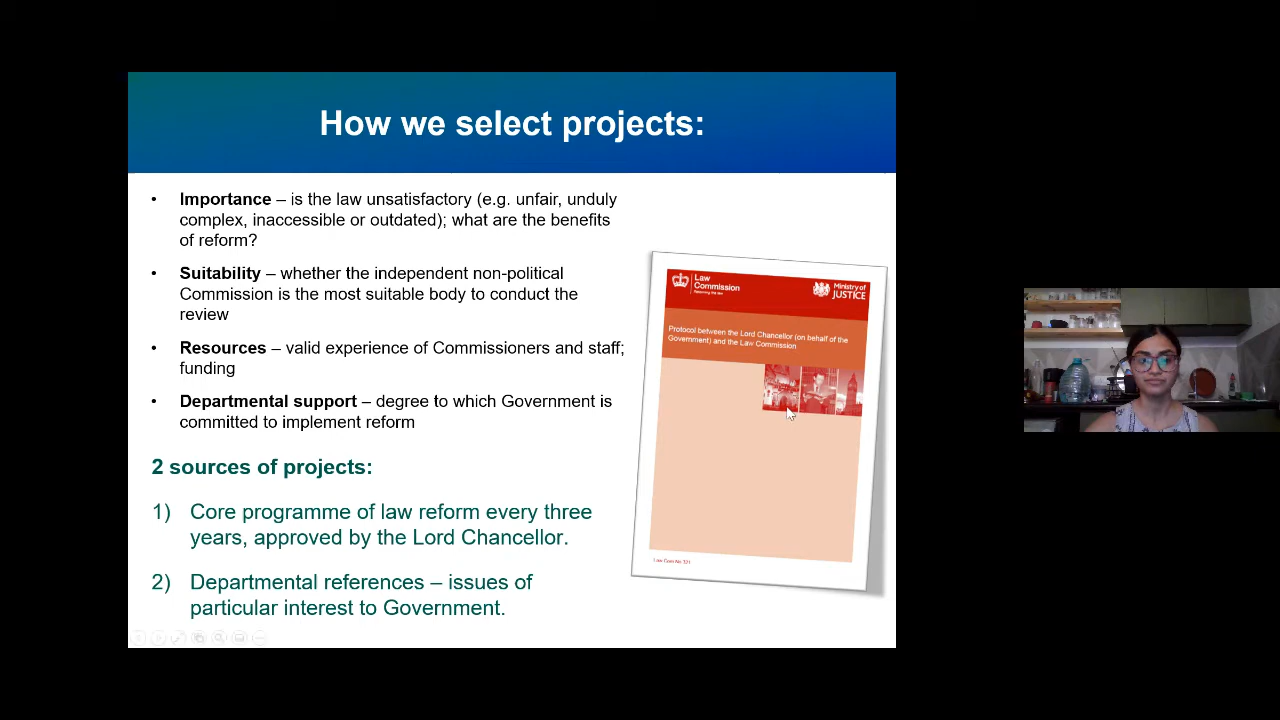 How we select projects:
• Importance – is the law unsatisfactory (e.g. unfair, unduly
complex, inaccessible or outdated); what are the benefits
of reform?
• Suitability – whether the independent non-political
Commission is the most suitable body to conduct the
review
• Resources – valid experience of Commissioners and staff;
funding
• Departmental support – degree to which Government is
committed to implement reform
2 sources of projects:
1) Core programme of law reform every three
years, approved by the Lord Chancellor.
2) Departmental references – issues of
particular interest to Government.
Law
Commission
Reforming the law
Ministry of
JUSTICE
Protocol between the Lord Chancellor (on behalf of the
Government) and the Law Commission